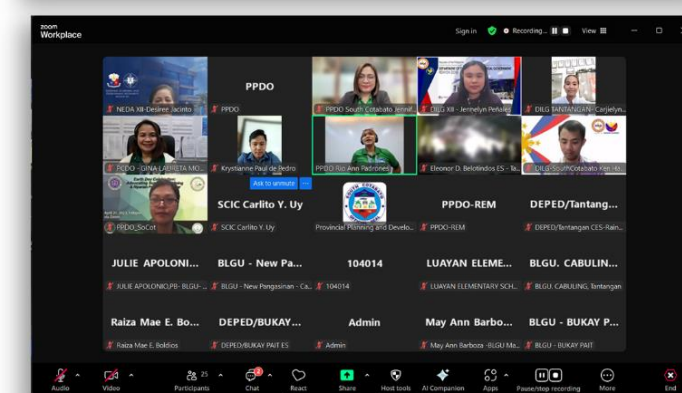 zoom
Workplace
Sign in
Recording...
View
NEDA XII-Desiree Jacinto
PPDO
PPDO
PPDO South Cotabato Jennif...
DILG XII - Jennelyn Peñales
DILG TANTANGAN- Carjielyn...
PCDO - GINA LAURETA MO...
Krystianne Paul de Pedro
PPDO Rio Ann Padrones
Eleonor D. Belotindos ES - Ta...
DILG-SouthCotabato Ken Ha...
Ask to unmute
...
PPDO_SoCot
SCIC Carlito Y. Uy
SCIC Carlito Y. Uy
Provincial Planning and Develo...
PPDO-REM
PPDO-REM
DEPED/Tantang...
DEPED/Tantangan CES-Rain...
JULIE APOLONI...
JULIE APOLONIO,PB- BLGU- ...
BLGU - New Pa...
BLGU - New Pangasinan - Ca...
104014
104014
LUAYAN ELEME...
LUAYAN ELEMENTARY SCH...
BLGU. CABULIN...
BLGU. CABULING, Tantangan
Raiza Mae E. Bo...
Raiza Mae E. Boldios
DEPED/BUKAY...
DEPED/BUKAY PAIT ES
Admin
Admin
May Ann Barbo...
May Ann Barboza -BLGU Ma...
BLGU - BUKAY P...
BLGU - BUKAY PAIT
Audio
Video
25
Participants
Chat
React
Share
Host tools
AI Companion
Apps
Pause/stop recording
More
End